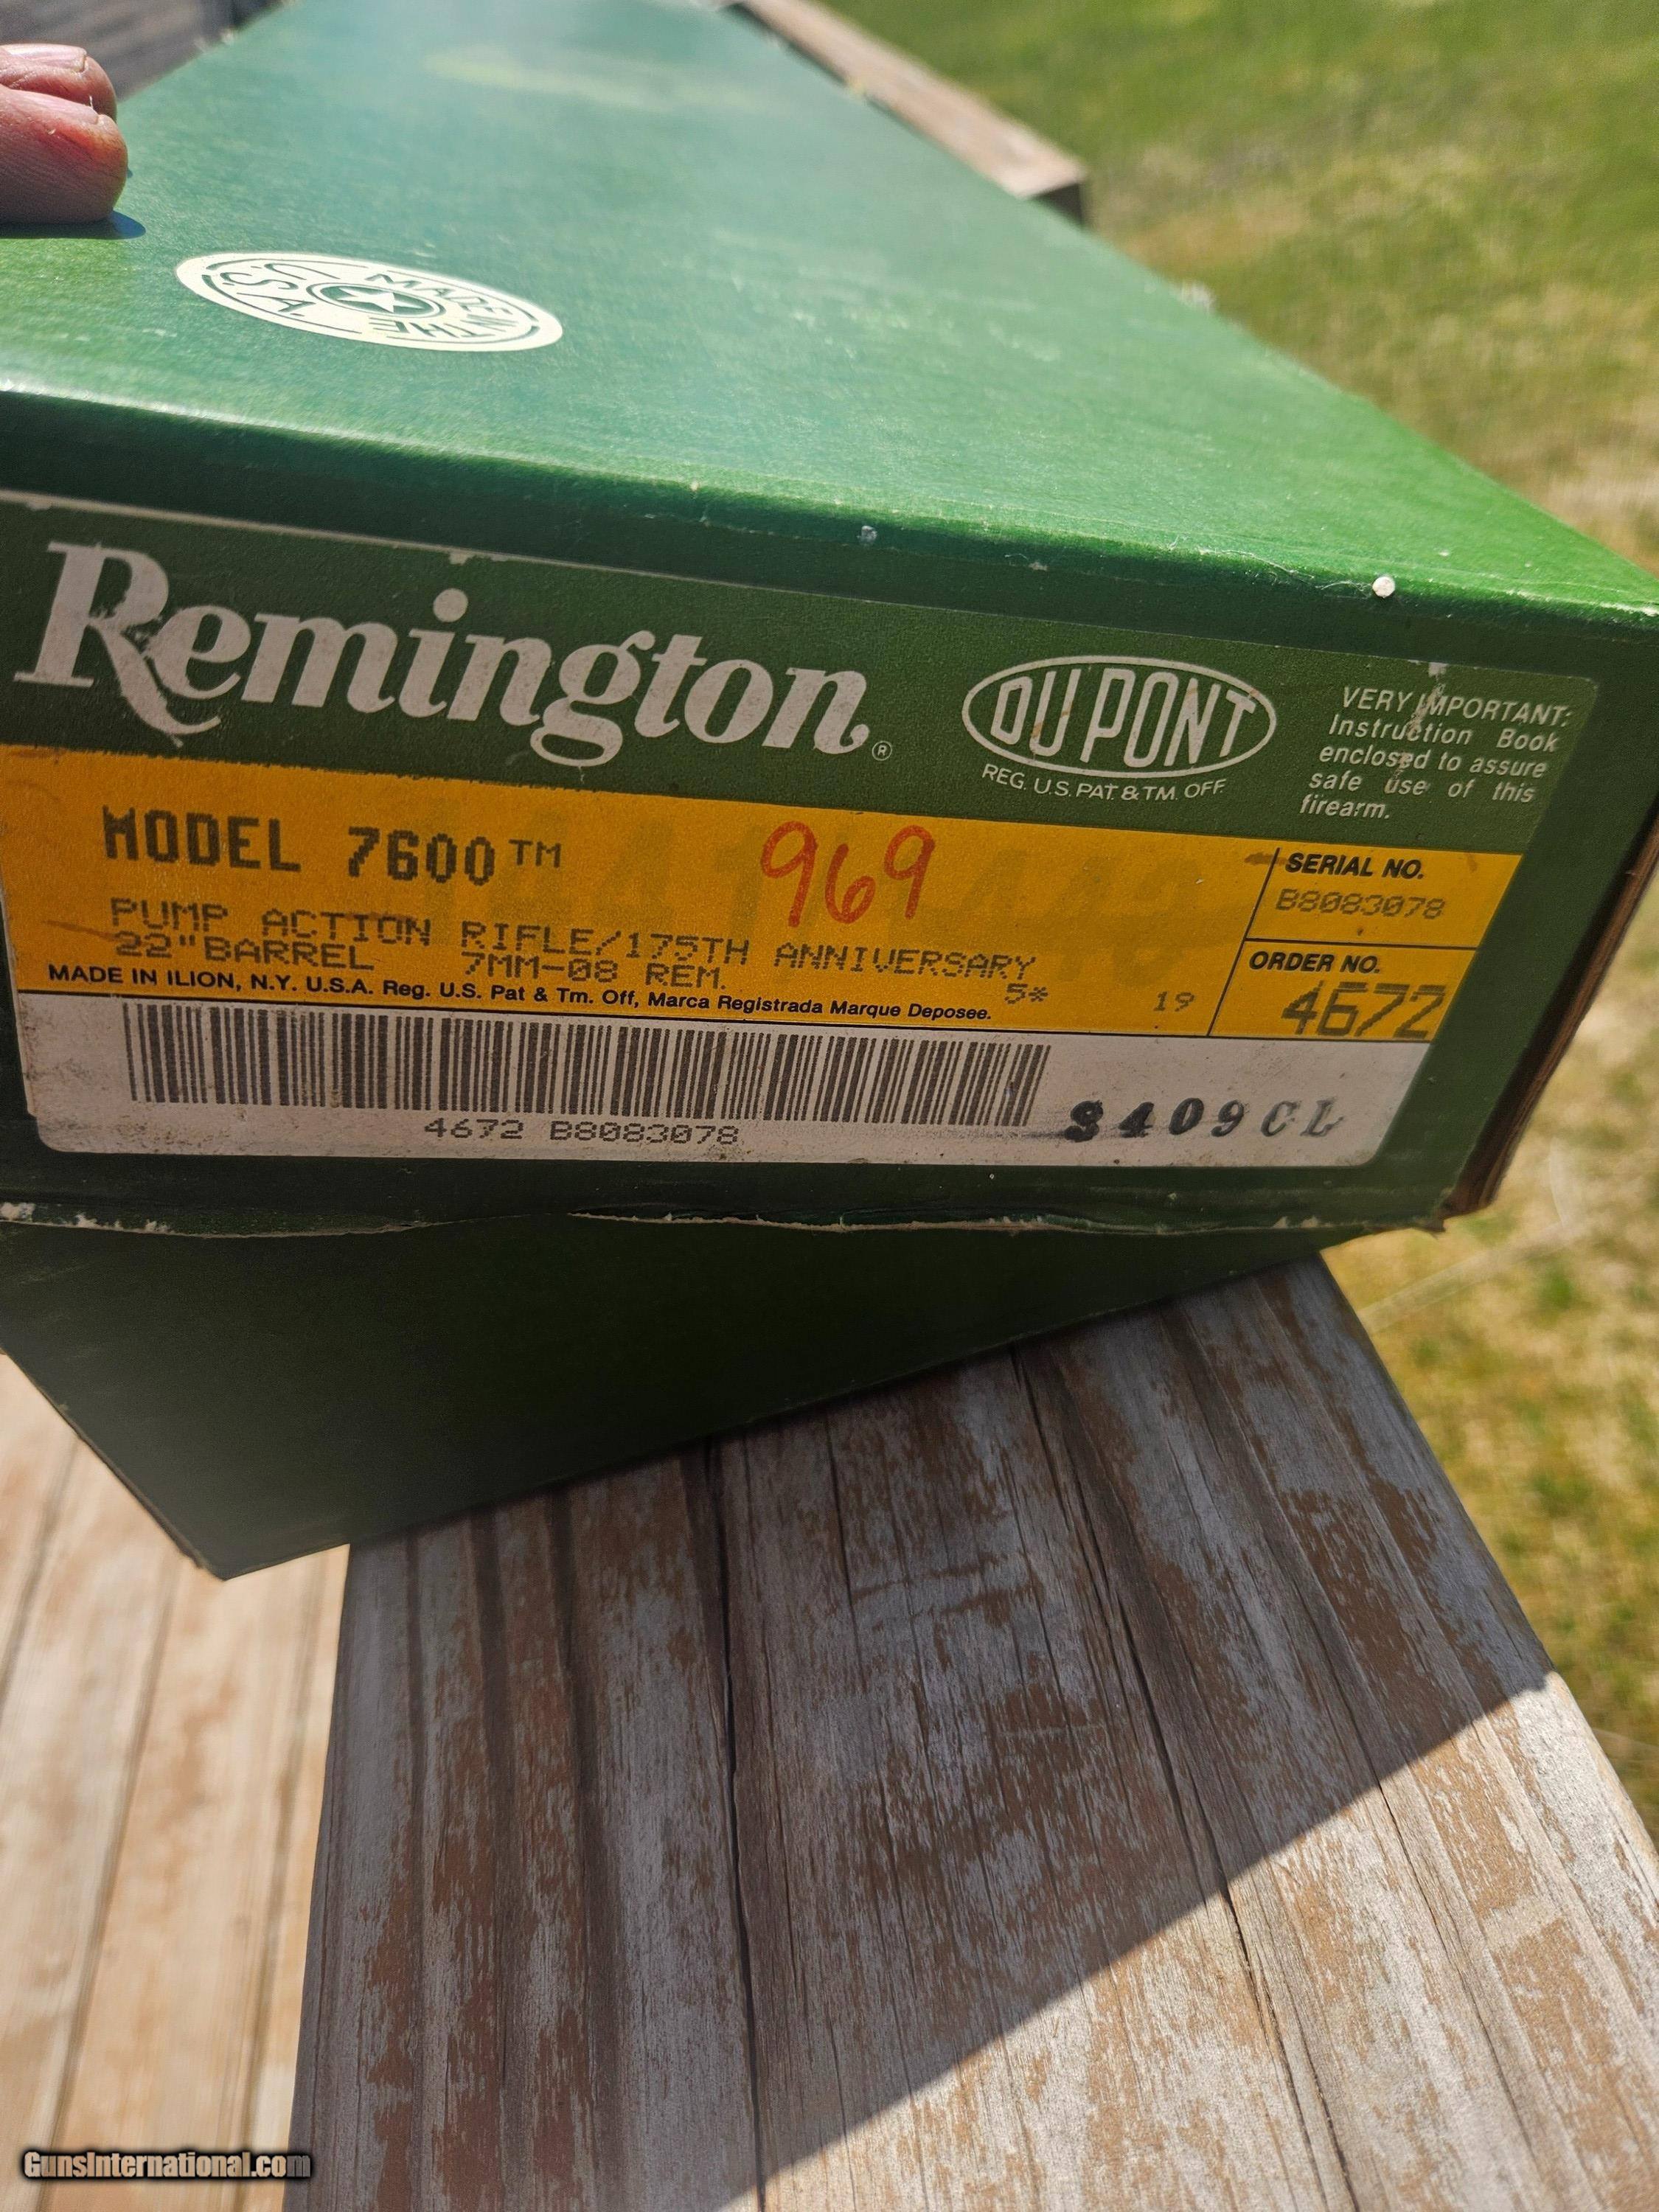 MADE IN THE U.S.A.
Remington®
DU PONT
REG. U.S. PAT. & TM. OFF.
VERY IMPORTANT:
Instruction Book
enclosed to assure
safe use of this
firearm.
MODEL 7600™
969
PUMP ACTION RIFLE/175TH ANNIVERSARY
22"BARREL 7MM-08 REM.
5* 19
MADE IN ILION, N.Y. U.S.A. Reg. U.S. Pat & Tm. Off, Marca Registrada Marque Deposee.
SERIAL NO.
B8083078
ORDER NO.
4672
4672 B8083078
S409CL
GunsInternational.com